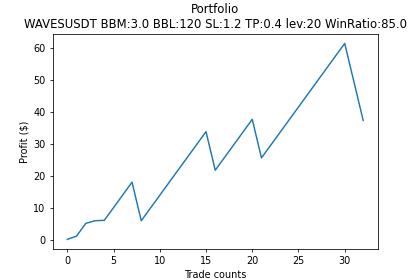 Portfolio
WAVESUSDT BBM:3.0 BBL:120 SL:1.2 TP:0.4 lev:20 WinRatio:85.0
60
50
40
30
20
10
0
Profit ($)
0 5 10 15 20 25 30
Trade counts